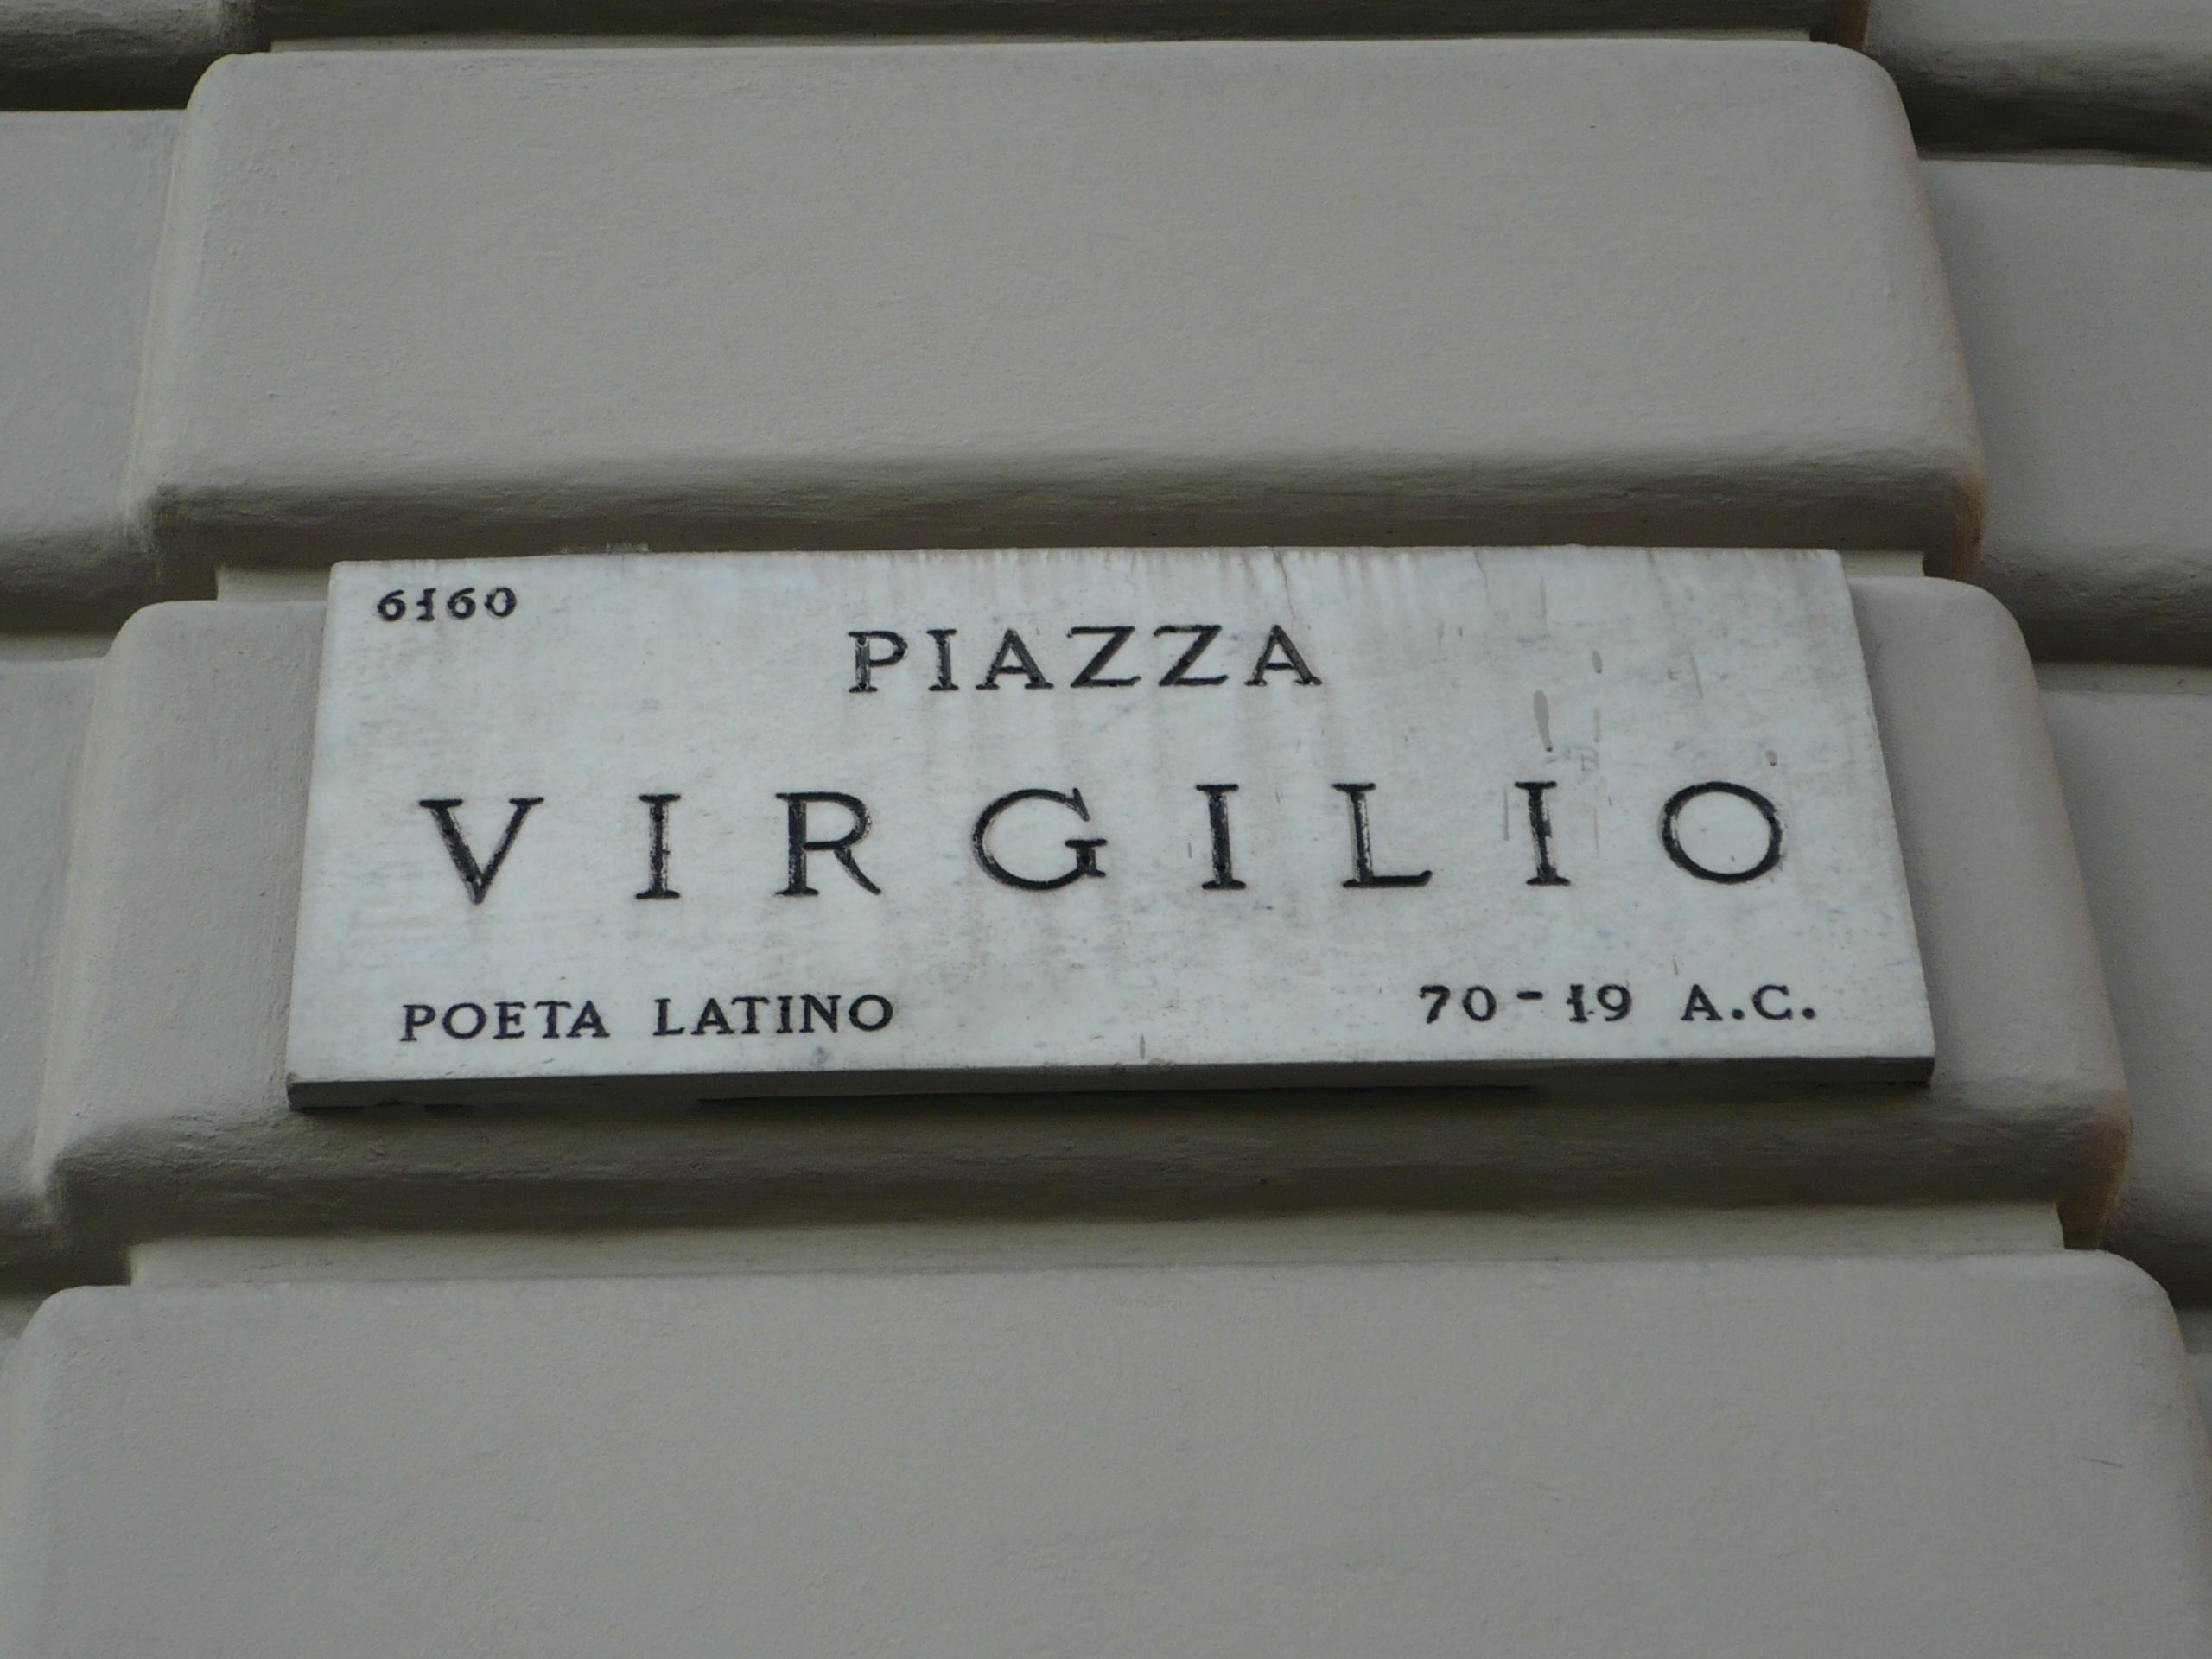 6160
PIAZZA
VIRGILIO
POETA LATINO 70-19 A.C.